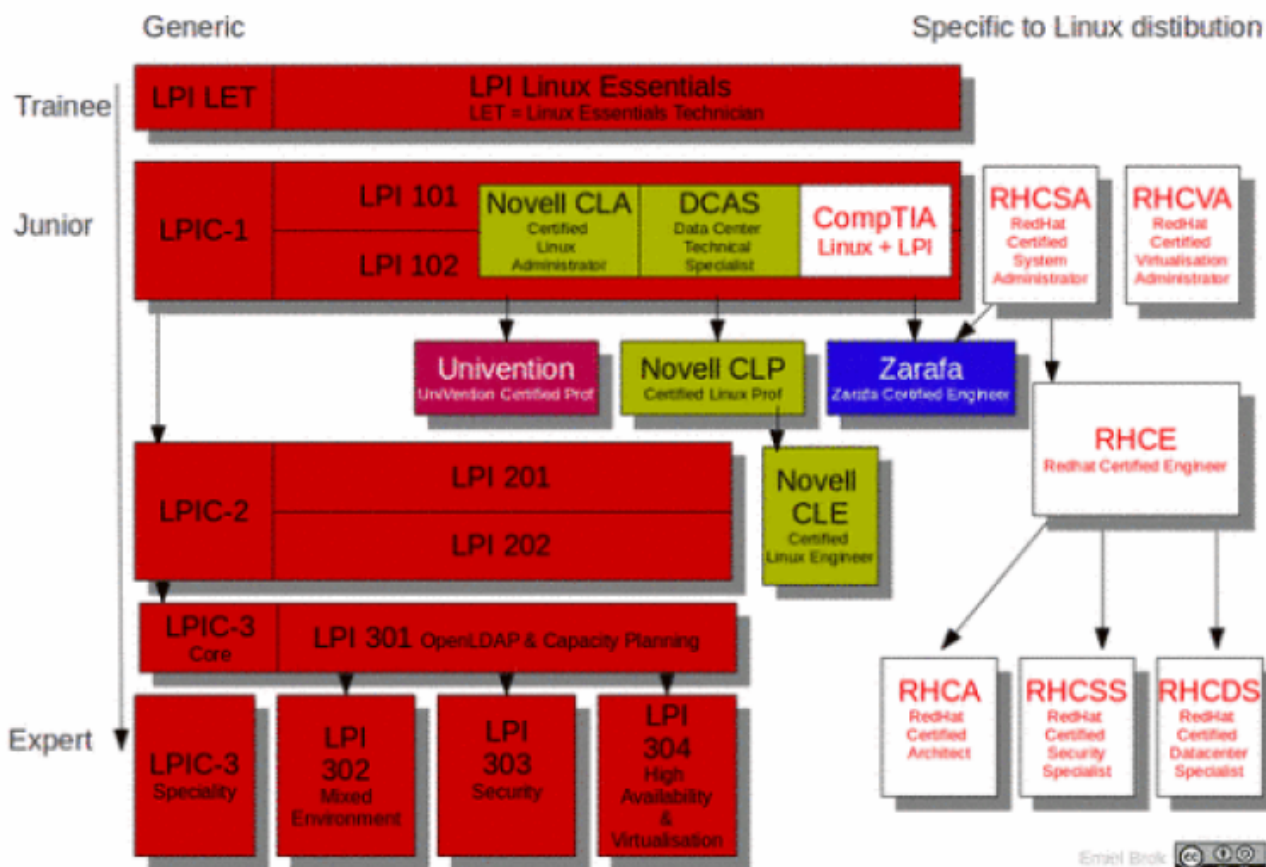 Generic
Specific to Linux distibution
Trainee
LPI LET
LPI Linux Essentials
LET = Linux Essentials Technician
Junior
LPIC-1
LPI 101
LPI 102
Novell CLA
Certified
Linux
Administrator
DCAS
Data Center
Technical
Specialist
CompTIA
Linux + LPI
RHCSA
RedHat
Certified
System
Administrator
RHCVA
RedHat
Certified
Virtualisation
Administrator
Univention
UniVention Certified Prof
Novell CLP
Certified Linux Prof
Zarafa
Zarafa Certified Engineer
RHCE
Redhat Certified Engineer
LPIC-2
LPI 201
LPI 202
Novell
CLE
Certified
Linux Engineer
LPIC-3
Core
LPI 301 OpenLDAP & Capacity Planning
Expert
LPIC-3
Speciality
LPI
302
Mixed
Environment
LPI
303
Security
LPI
304
High
Availability
&
Virtualisation
RHCA
RedHat
Certified
Architect
RHCSS
RedHat
Certified
Security
Specialist
RHCDS
RedHat
Certified
Datacenter
Specialist
Emiel Brok
cc